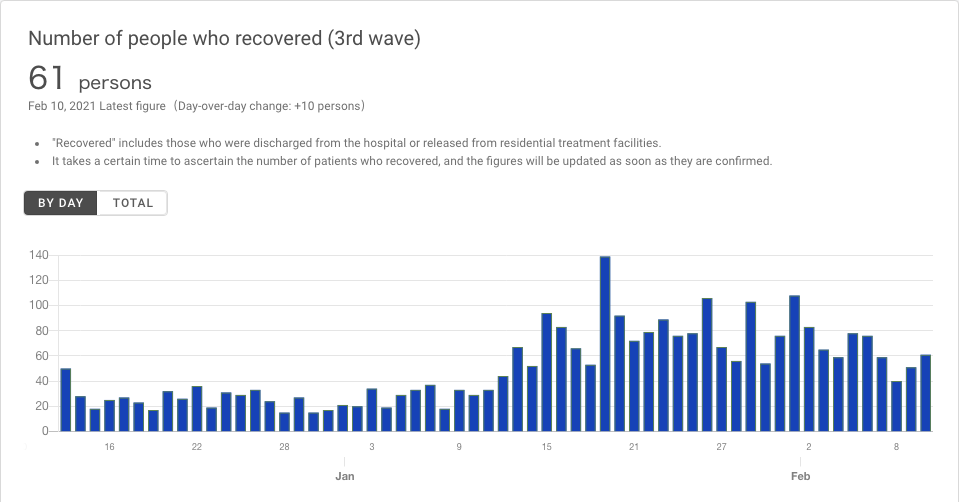 Number of people who recovered (3rd wave)
61 persons
Feb 10, 2021 Latest figure（Day-over-day change: +10 persons）
• "Recovered" includes those who were discharged from the hospital or released from residential treatment facilities.
• It takes a certain time to ascertain the number of patients who recovered, and the figures will be updated as soon as they are confirmed.
BY DAY TOTAL
140
120
100
80
60
40
20
0
16 22 28 3 9 15 21 27 2 8
Jan Feb